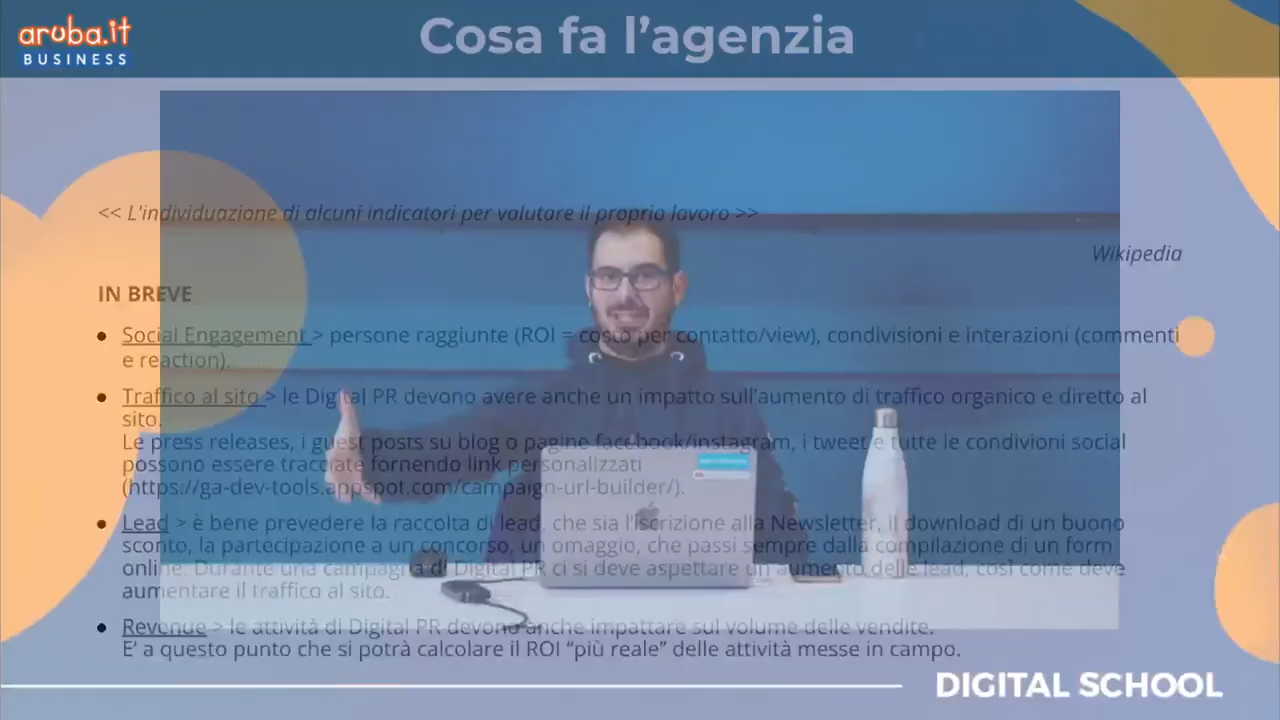 aruba.it
BUSINESS
Cosa fa l'agenzia
<< L'individuazione di alcuni indicatori per valutare il proprio lavoro >>
Wikipedia
IN BREVE
Social Engagement > persone raggiunte (ROI = costo per contatto/view), condivisioni e interazioni (commenti
e reaction).
Traffico al sito > le Digital PR devono avere anche un impatto sull'aumento di traffico organico e diretto al
sito.
Le press releases, i guest posts su blog o pagine facebook/instagram, i tweet e tutte le condivioni social
possono essere tracciate fornendo link personalizzati
(https://ga-dev-tools.appspot.com/campaign-url-builder/).
Lead > è bene prevedere la raccolta di lead, che sia l'iscrizione alla Newsletter, il download di un buono
sconto, la partecipazione a un concorso, un omaggio, che passi sempre dalla compilazione di un form
online. Durante una campagna di Digital PR ci si deve aspettare un aumento delle lead, così come deve
aumentare il traffico al sito.
Revenue > le attività di Digital PR devono anche impattare sul volume delle vendite.
E' a questo punto che si potrà calcolare il ROI "più reale" delle attività messe in campo.
DIGITAL SCHOOL